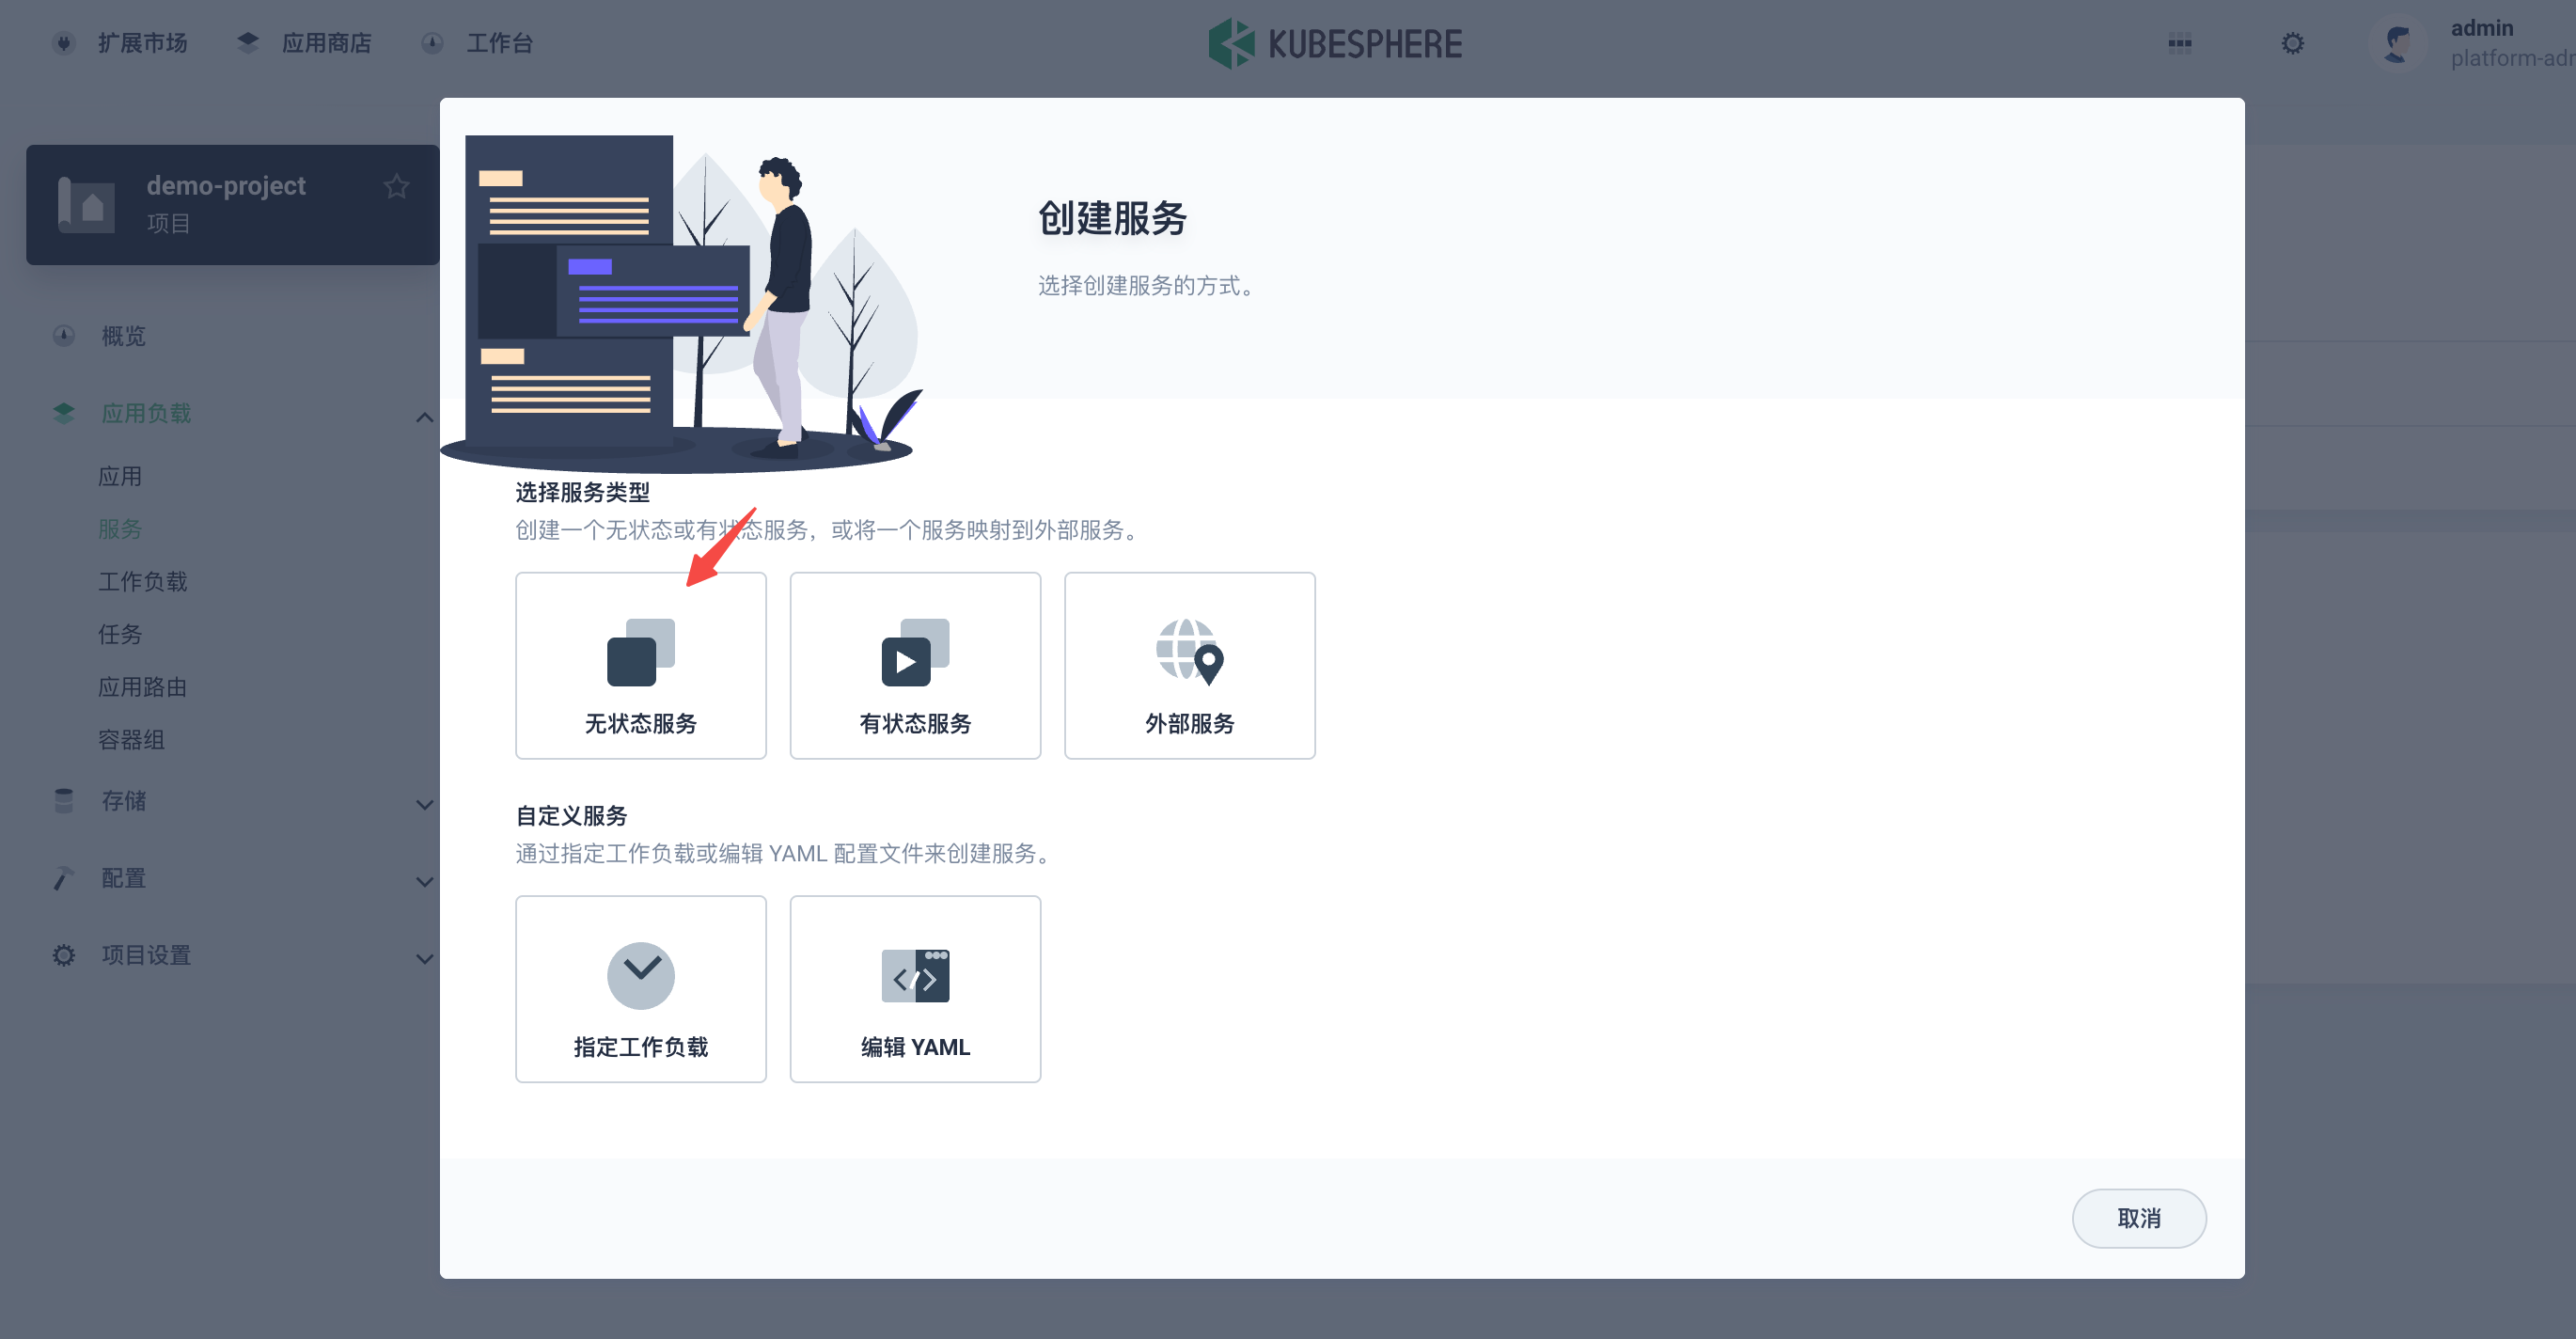 扩展市场
应用商店
工作台
KUBESPHERE
admin
platform-adm
demo-project
项目
概览
应用负载
应用
服务
工作负载
任务
应用路由
容器组
存储
配置
项目设置
创建服务
选择创建服务的方式。
选择服务类型
创建一个无状态或有状态服务，或将一个服务映射到外部服务。
无状态服务
有状态服务
外部服务
自定义服务
通过指定工作负载或编辑 YAML 配置文件来创建服务。
指定工作负载
编辑 YAML
取消